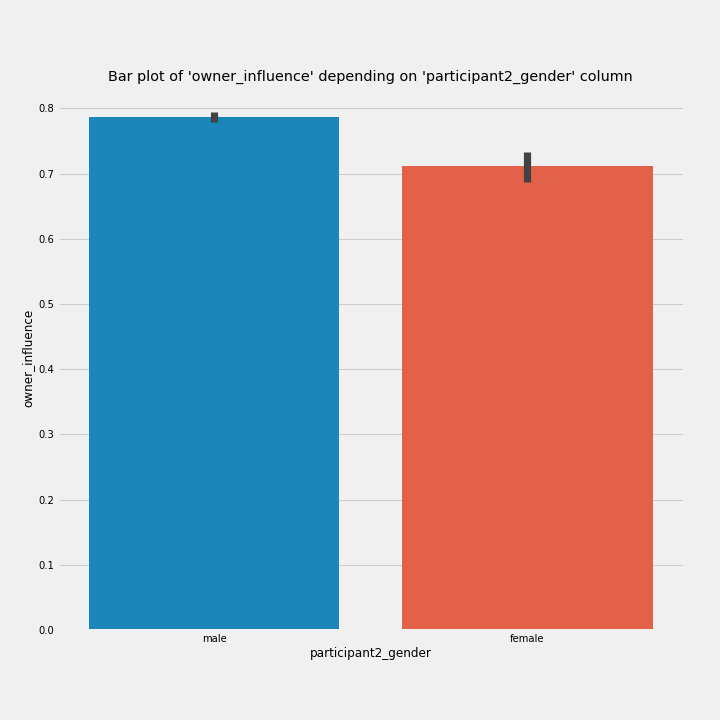 Bar plot of 'owner_influence' depending on 'participant2_gender' column
owner_influence
0.8
0.7
0.6
0.5
0.4
0.3
0.2
0.1
0.0
male
female
participant2_gender